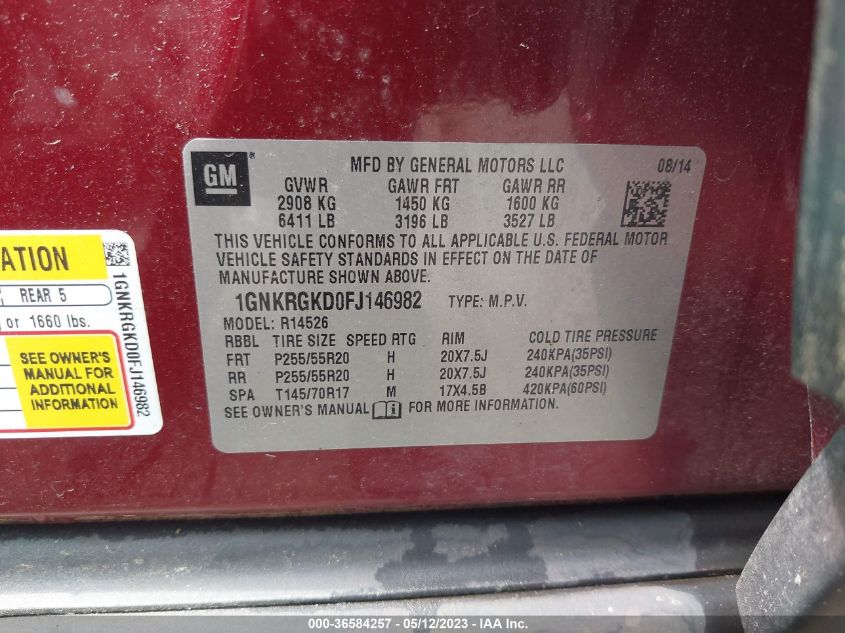 GM®
MFD BY GENERAL MOTORS LLC 08/14
GVWR GAWR FRT GAWR RR
2908 KG 1450 KG 1600 KG
6411 LB 3196 LB 3527 LB
THIS VEHICLE CONFORMS TO ALL APPLICABLE U.S. FEDERAL MOTOR
VEHICLE SAFETY STANDARDS IN EFFECT ON THE DATE OF
MANUFACTURE SHOWN ABOVE.
1GNKRGKD0FJ146982 TYPE: M.P.V.
MODEL: R14526
RBBL TIRE SIZE SPEED RTG RIM COLD TIRE PRESSURE
FRT P255/55R20 H 20X7.5J 240KPA(35PSI)
RR P255/55R20 H 20X7.5J 240KPA(35PSI)
SPA T145/70R17 M 17X4.5B 420KPA(60PSI)
SEE OWNER'S MANUAL FOR MORE INFORMATION.
ATION
REAR 5
or 1660 lbs.
SEE OWNER'S
MANUAL FOR
ADDITIONAL
INFORMATION
1GNKRGKD0FJ146982
000-36584257 - 05/12/2023 - IAA Inc.